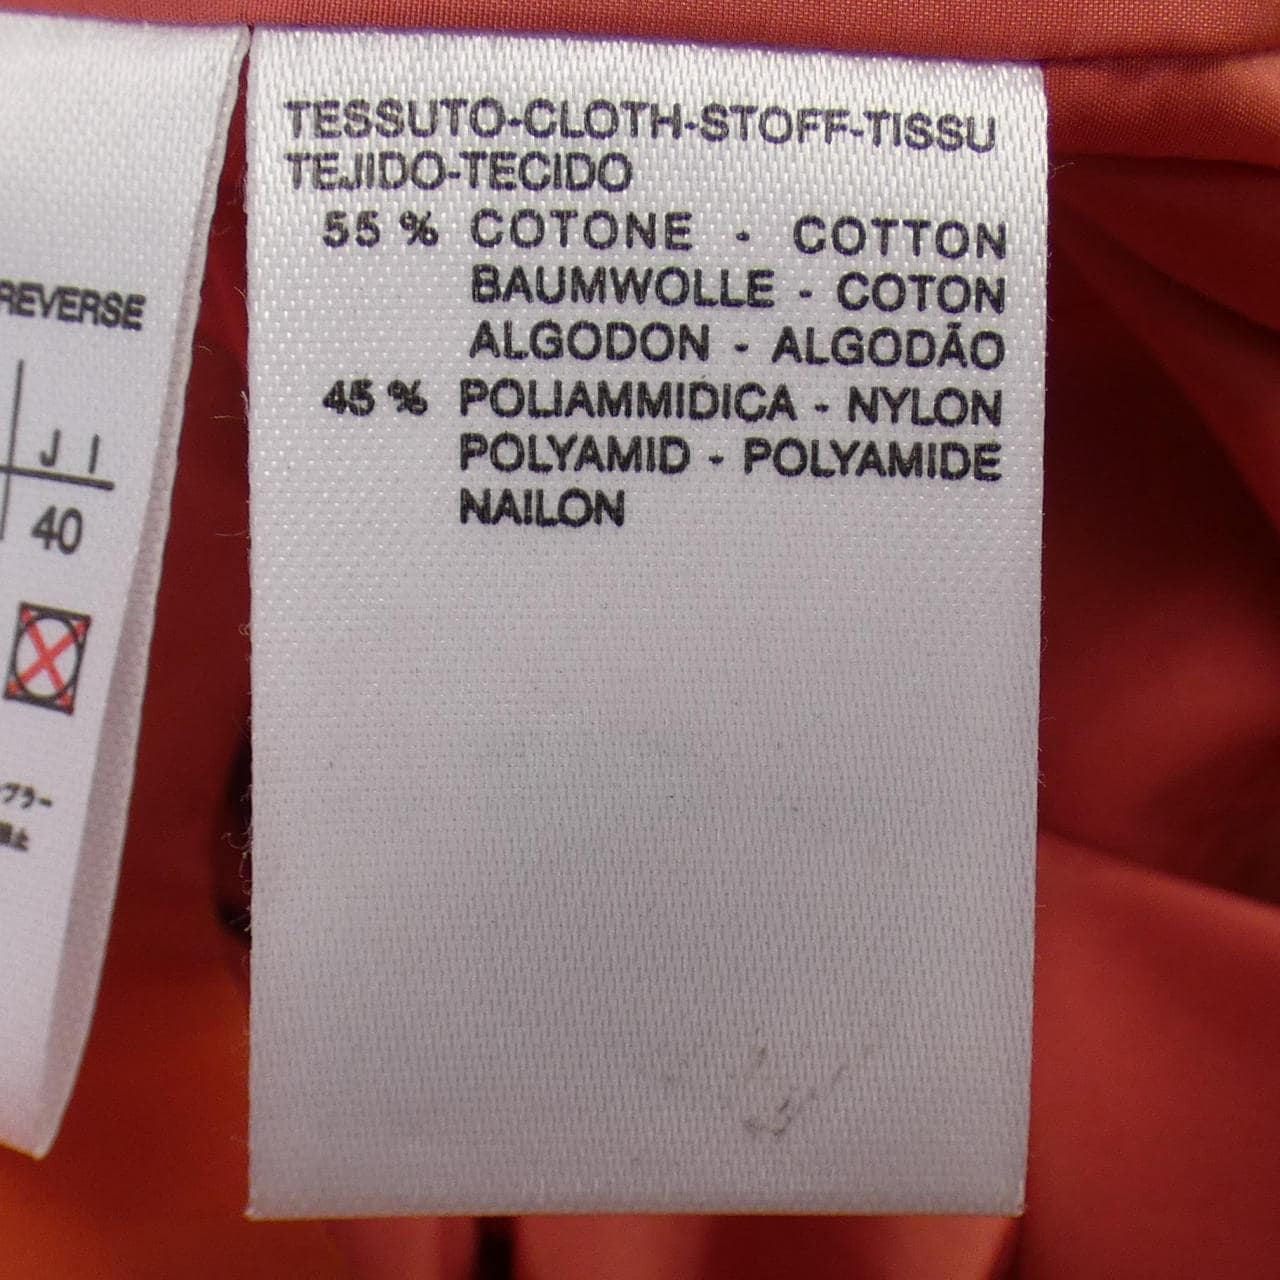 REVERSE
J I
40
TESSUTO-CLOTH-STOFF-TISSU
TEJIDO-TECIDO
55 % COTONE - COTTON
BAUMWOLLE - COTON
ALGODON - ALGODÃO
45 % POLIAMMIDICA - NYLON
POLYAMID - POLYAMIDE
NAILON